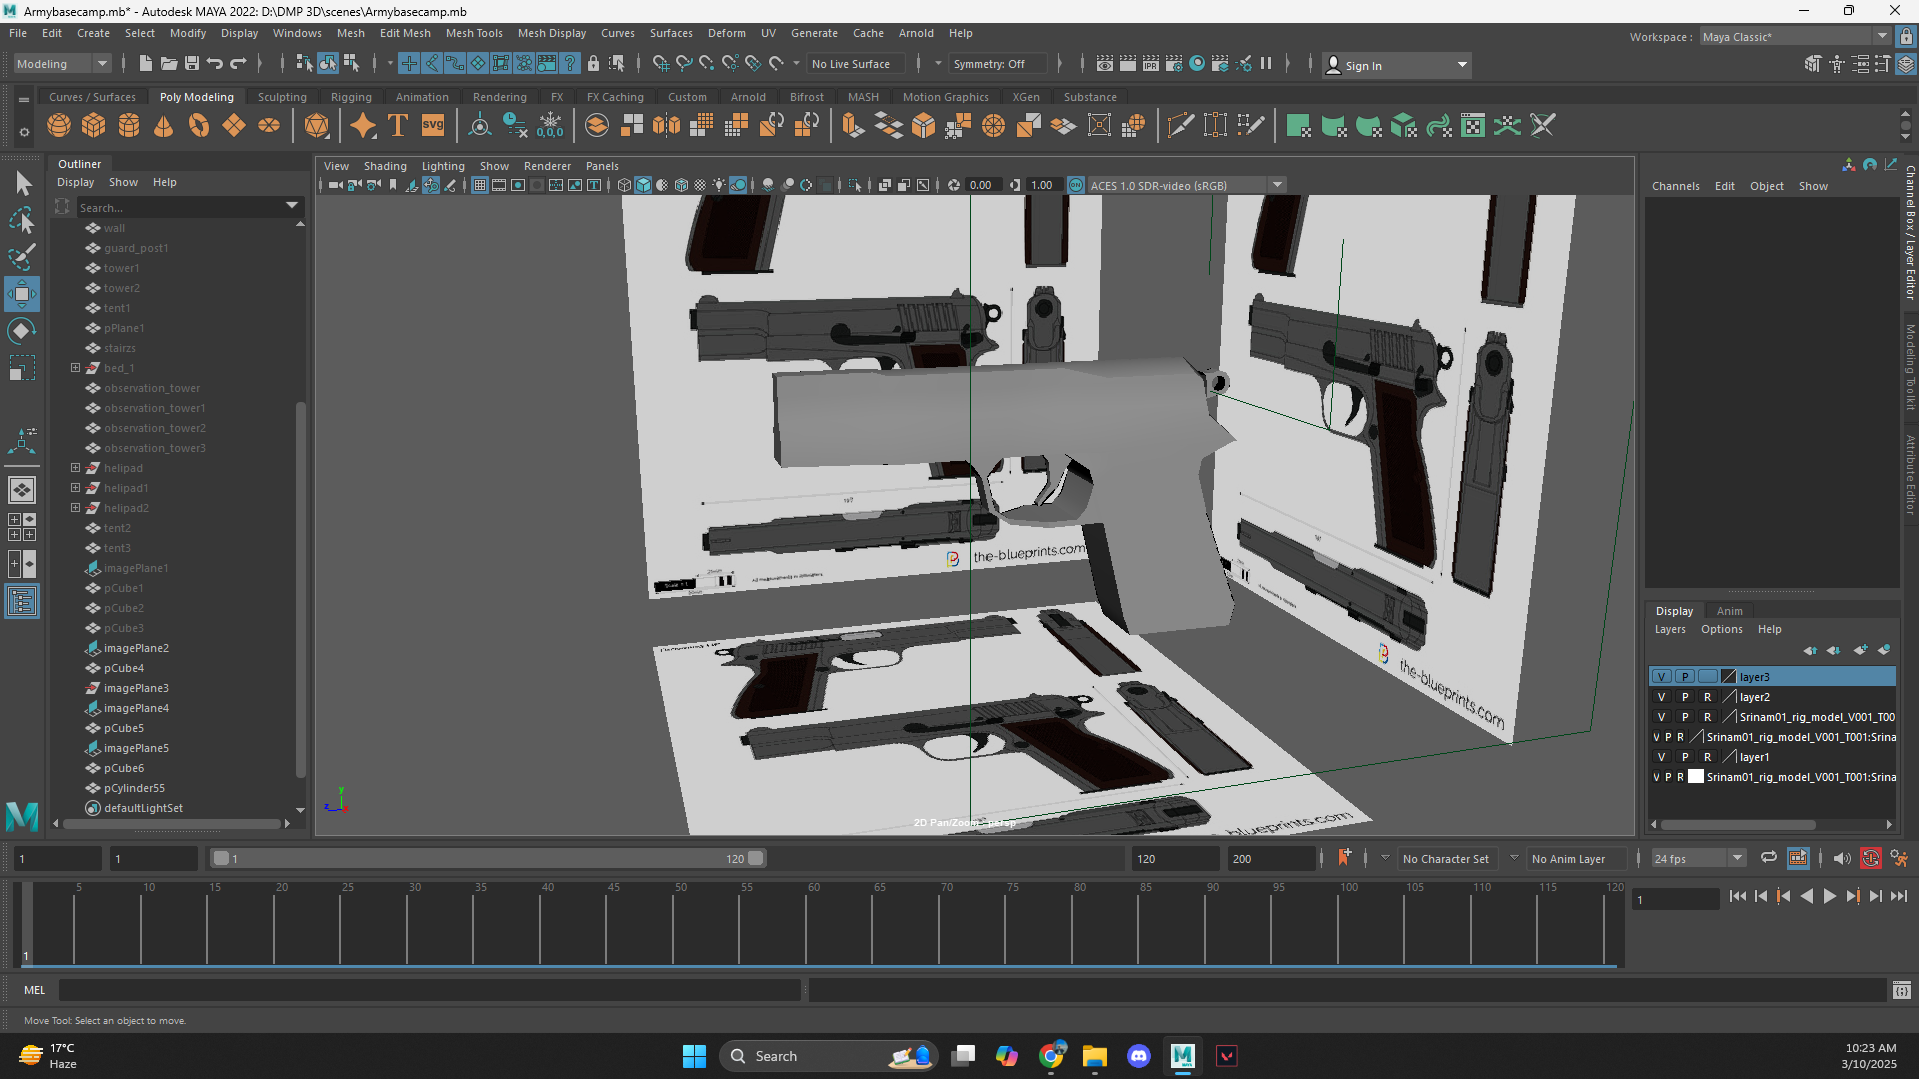 Armybasecamp.mb* - Autodesk MAYA 2022: D:\DMP 3D\scenes\Armybasecamp.mb
File Edit Create Select Modify Display Windows Mesh Edit Mesh Mesh Tools Mesh Display Curves Surfaces Deform UV Generate Cache Arnold Help
Workspace : Maya Classic*
Modeling No Live Surface Symmetry: Off Sign In
Curves / Surfaces Poly Modeling Sculpting Rigging Animation Rendering FX FX Caching Custom Arnold Bifrost MASH Motion Graphics XGen Substance
T SVG 0,0,0
Outliner
Display Show Help
Search...
wall
guard_post1
tower1
tower2
tent1
pPlane1
stairzs
bed_1
observation_tower
observation_tower1
observation_tower2
observation_tower3
helipad
helipad1
helipad2
tent2
tent3
imagePlane1
pCube1
pCube2
pCube3
imagePlane2
pCube4
imagePlane3
imagePlane4
pCube5
imagePlane5
pCube6
pCylinder55
defaultLightSet
View Shading Lighting Show Renderer Panels
0.00 1.00 ACES 1.0 SDR-video (sRGB)
the-blueprints.com
the-blueprints.com
blueprints.com
2D Pan/Zoom : persp
y
z
Channels Edit Object Show
Channel Box / Layer Editor
Modeling Toolkit
Attribute Editor
Display Anim
Layers Options Help
V P layer3
V P R layer2
V P R Srinam01_rig_model_V001_T00
V P R Srinam01_rig_model_V001_T001:Srina
V P R layer1
V P R Srinam01_rig_model_V001_T001:Srina
1 1 1 120 120 200 No Character Set No Anim Layer 24 fps
5 10 15 20 25 30 35 40 45 50 55 60 65 70 75 80 85 90 95 100 105 110 115 120
1
1
MEL
Move Tool: Select an object to move.
17°C
Haze
Search
10:23 AM
3/10/2025